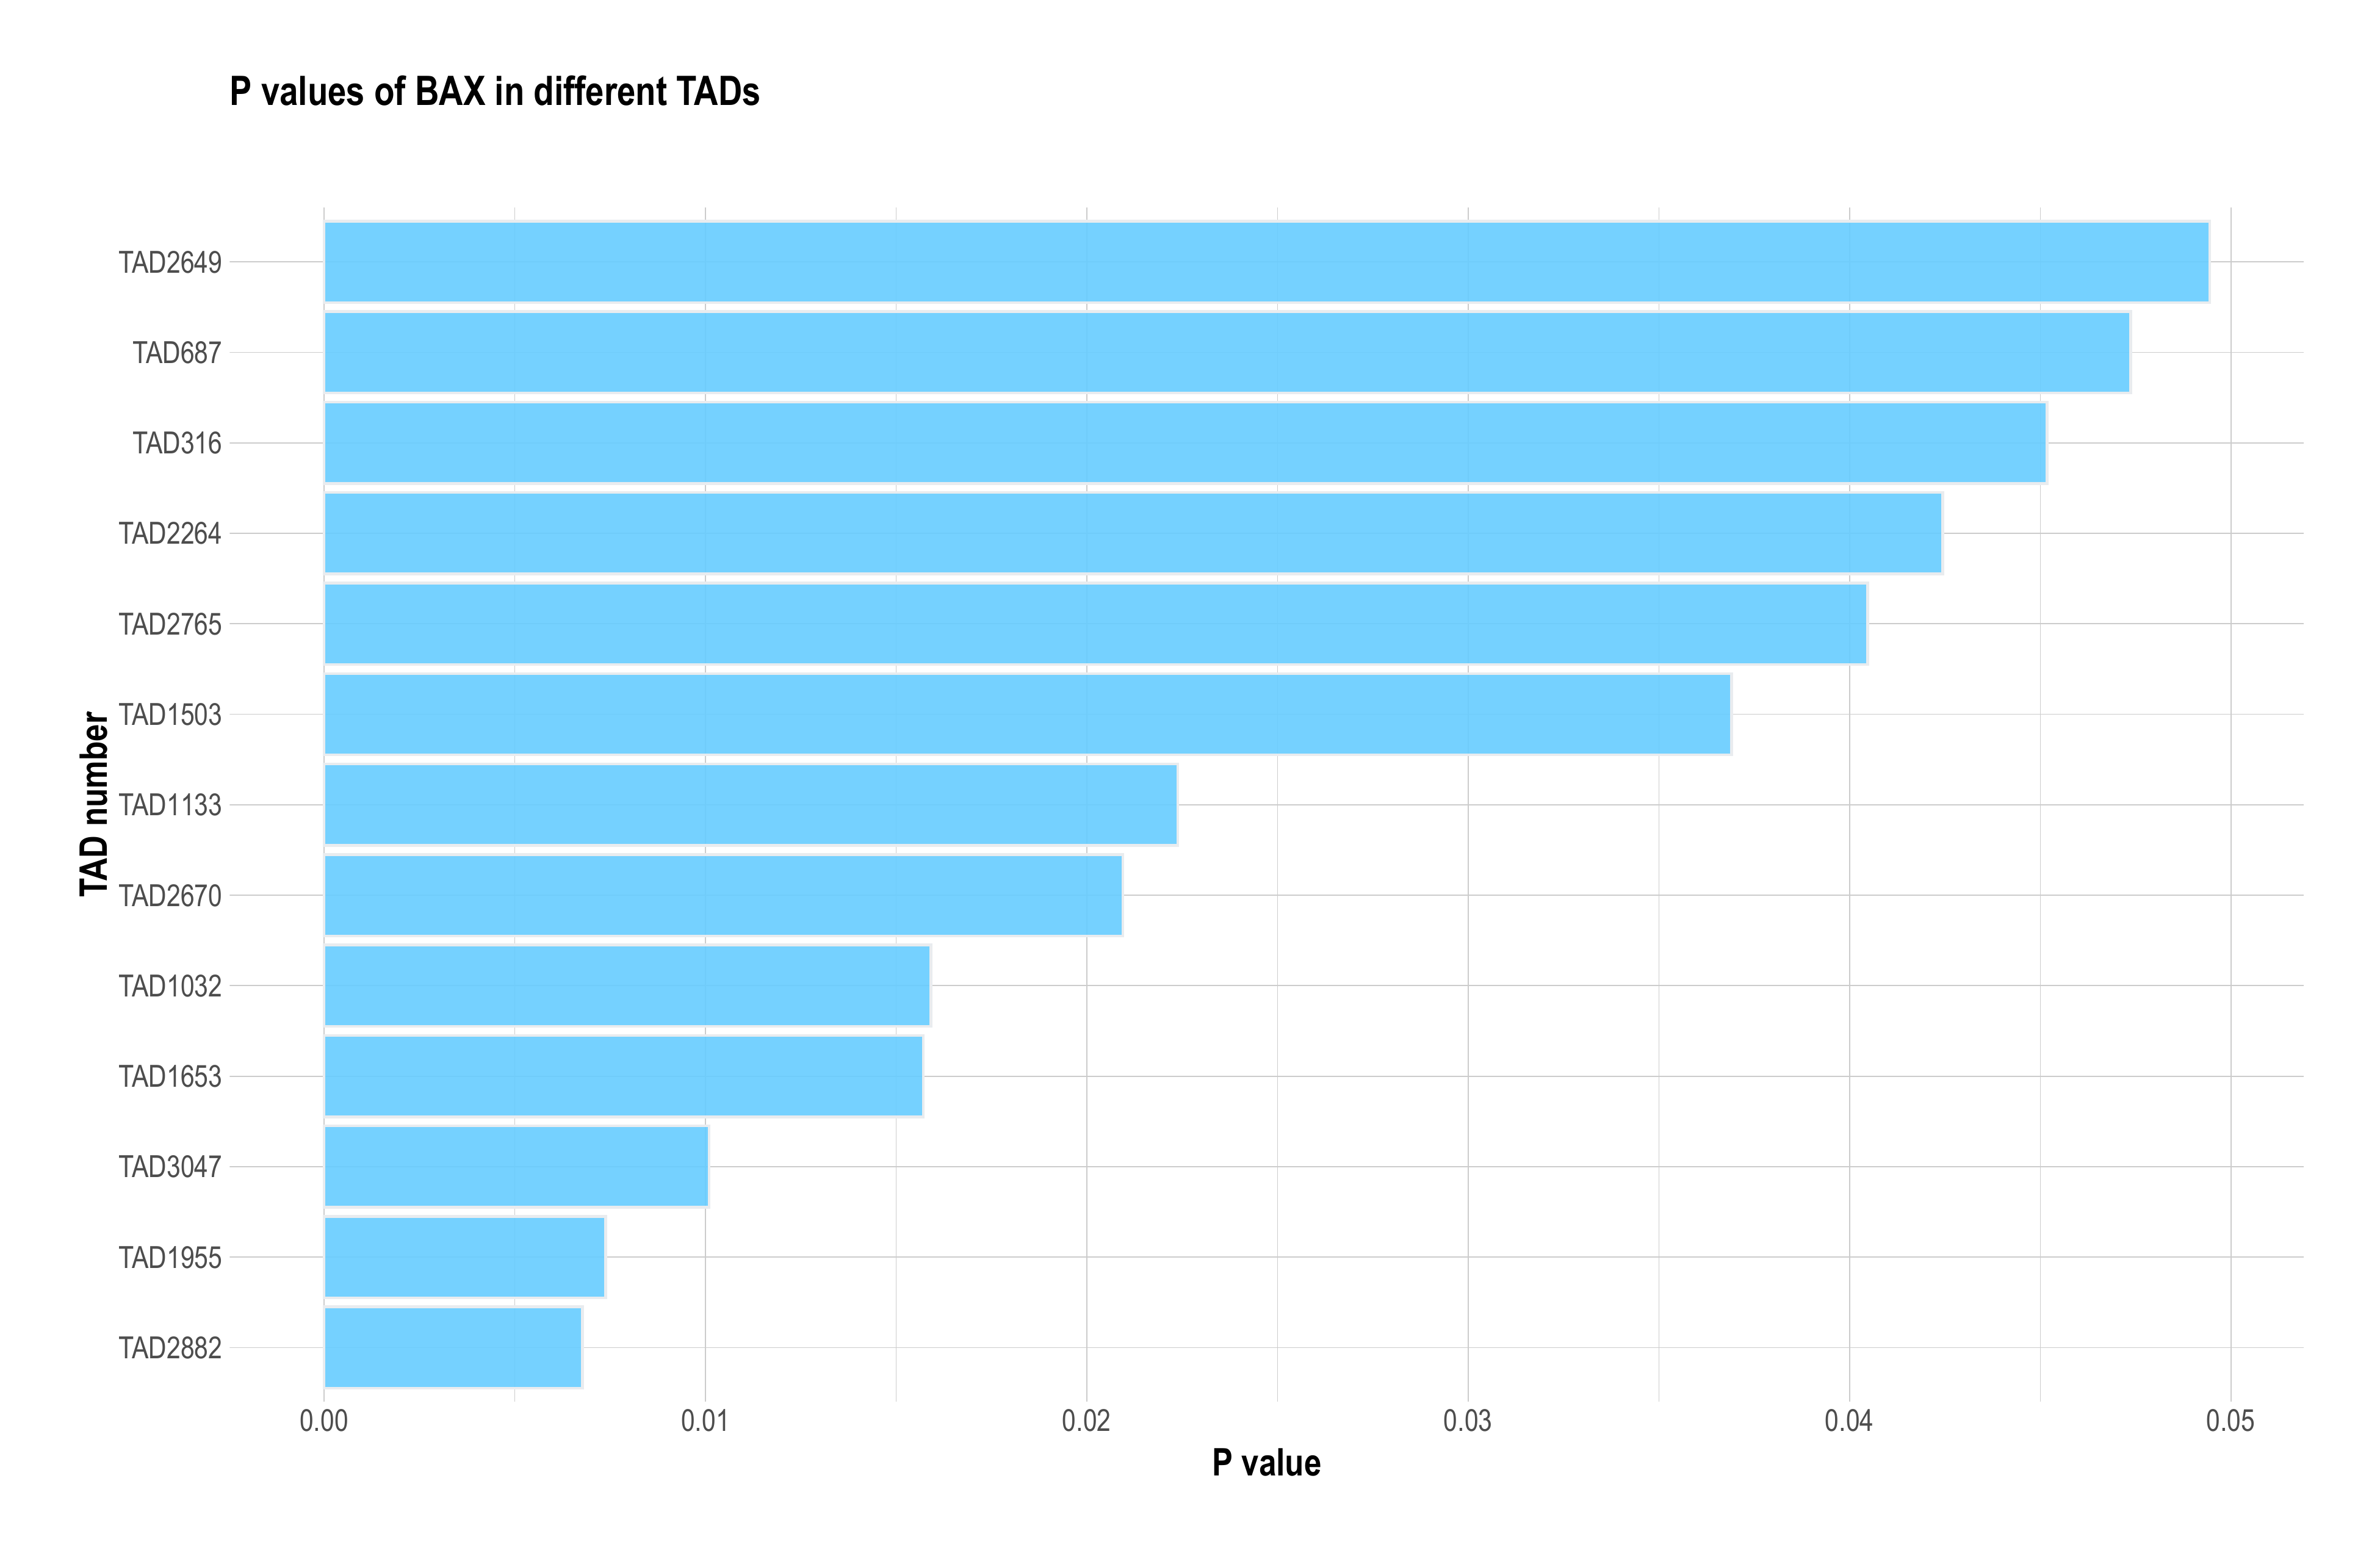 P values of BAX in different TADs
TAD2649
TAD687
TAD316
TAD2264
TAD2765
TAD1503
TAD1133
TAD2670
TAD1032
TAD1653
TAD3047
TAD1955
TAD2882
TAD number
0.00 0.01 0.02 0.03 0.04 0.05
P value